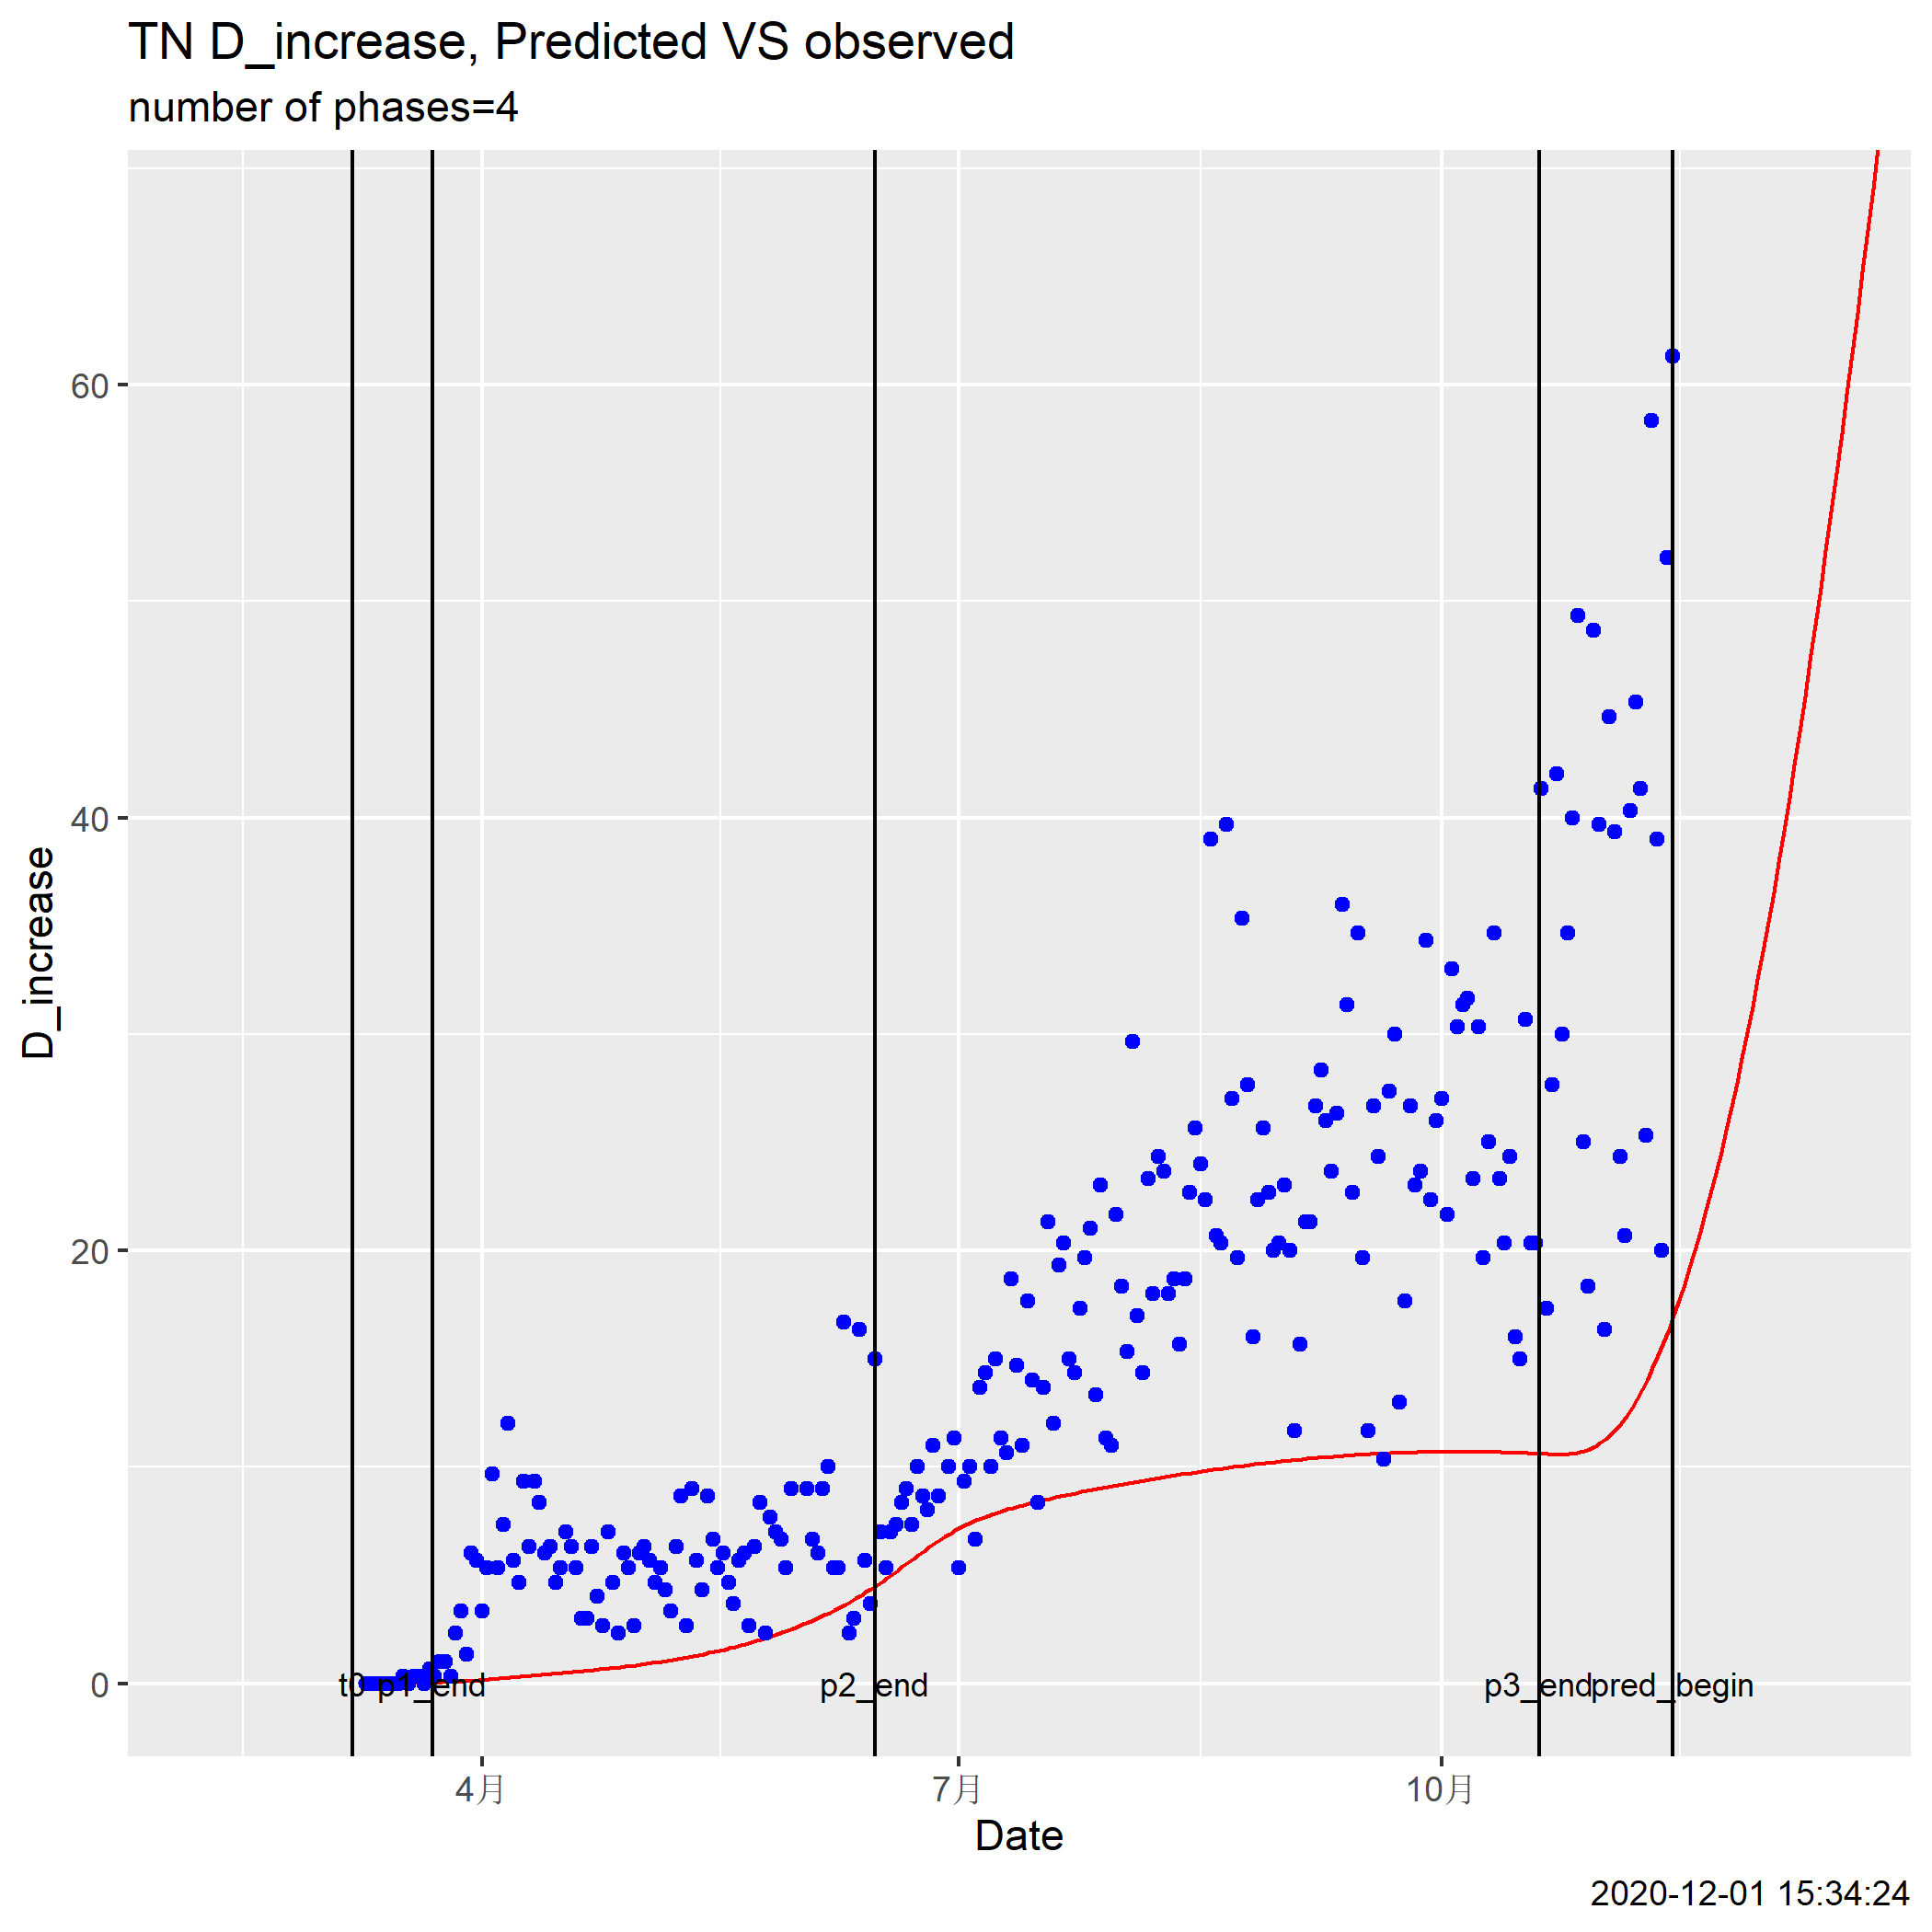 TN D_increase, Predicted VS observed
number of phases=4
60
40
20
0
D_increase
t0
p1_end
p2_end
p3_end
pred_begin
4月
7月
10月
Date
2020-12-01 15:34:24